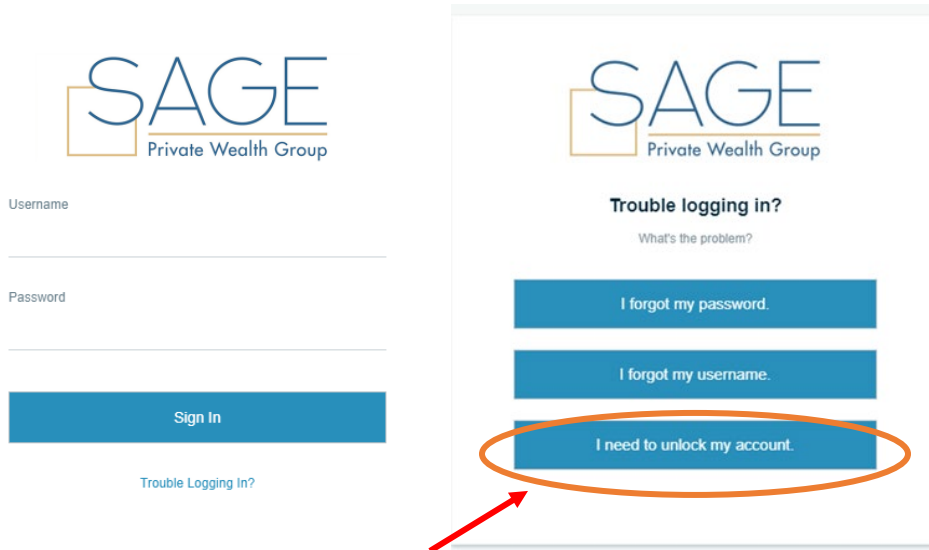 SAGE
Private Wealth Group
Username
Password
Sign In
Trouble Logging In?
SAGE
Private Wealth Group
Trouble logging in?
What's the problem?
I forgot my password.
I forgot my username.
I need to unlock my account.